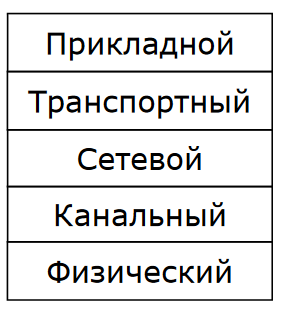 Прикладной
Транспортный
Сетевой
Канальный
Физический